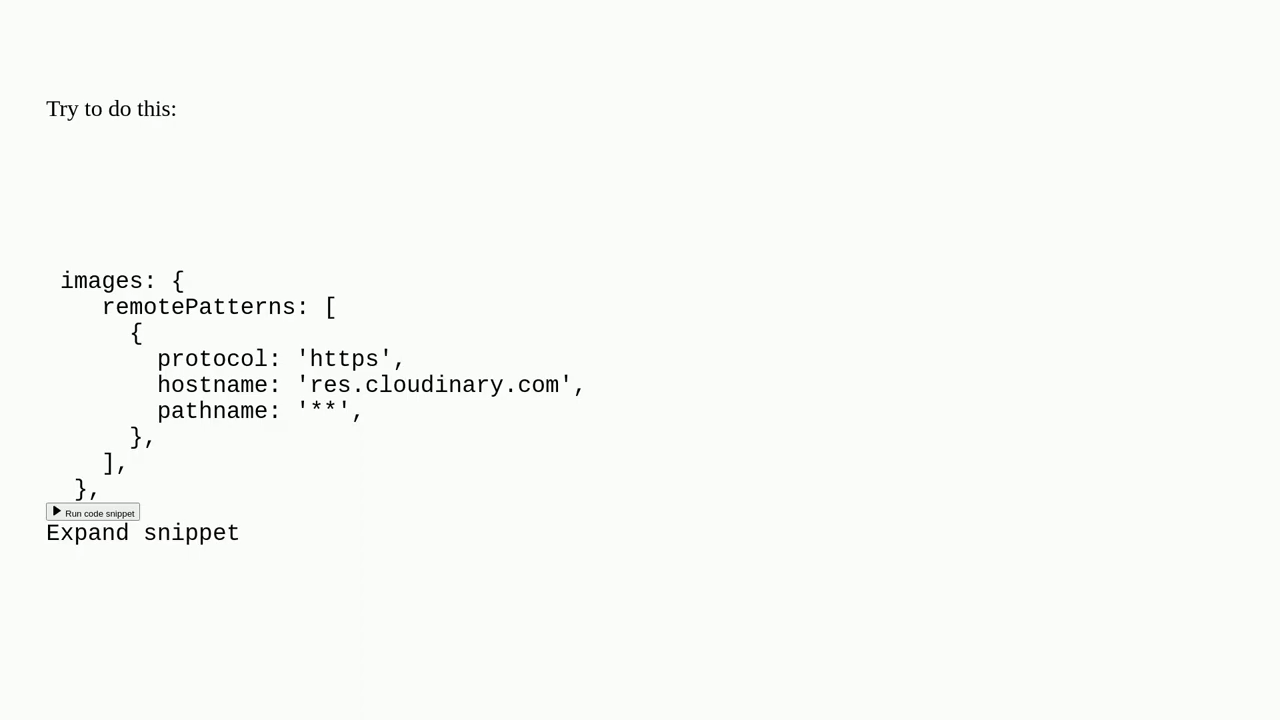 Try to do this:
images: {
remotePatterns: [
{
protocol: 'https',
hostname: 'res.cloudinary.com',
pathname: '**',
},
],
},
Run code snippet
Expand snippet